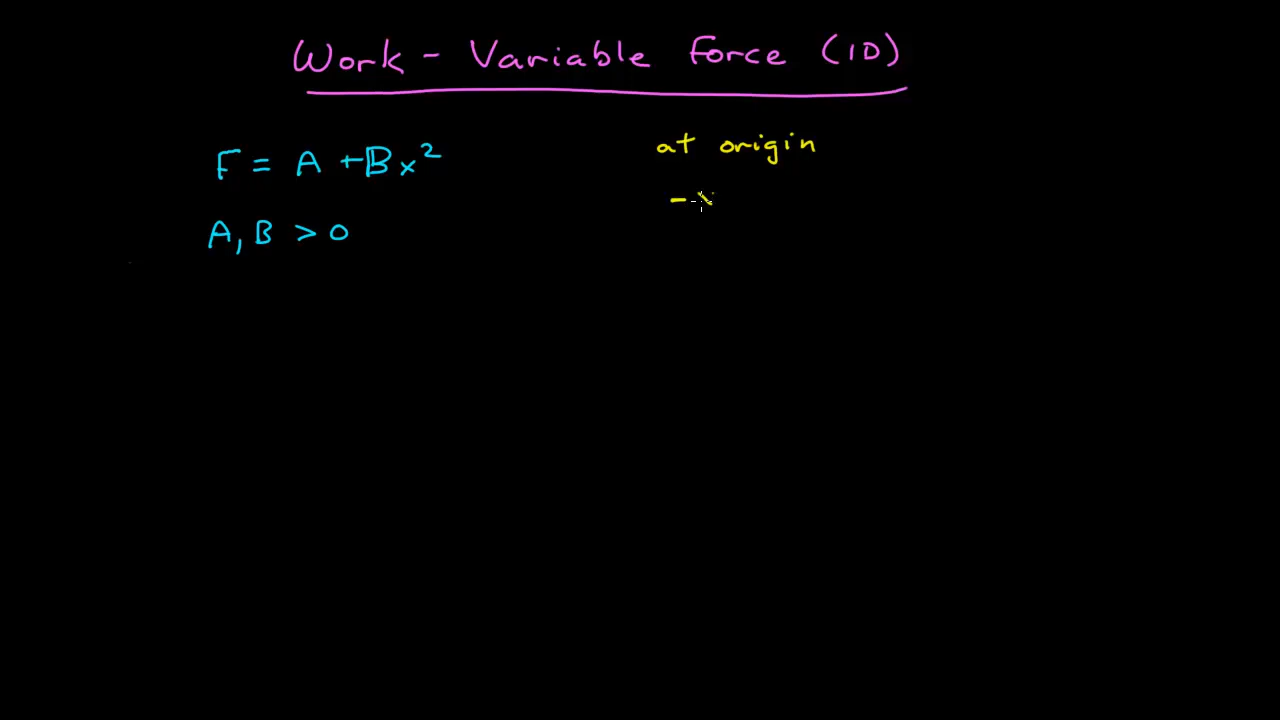 Work - Variable Force (1D)
F = A + Bx²
at origin
A, B > 0
-